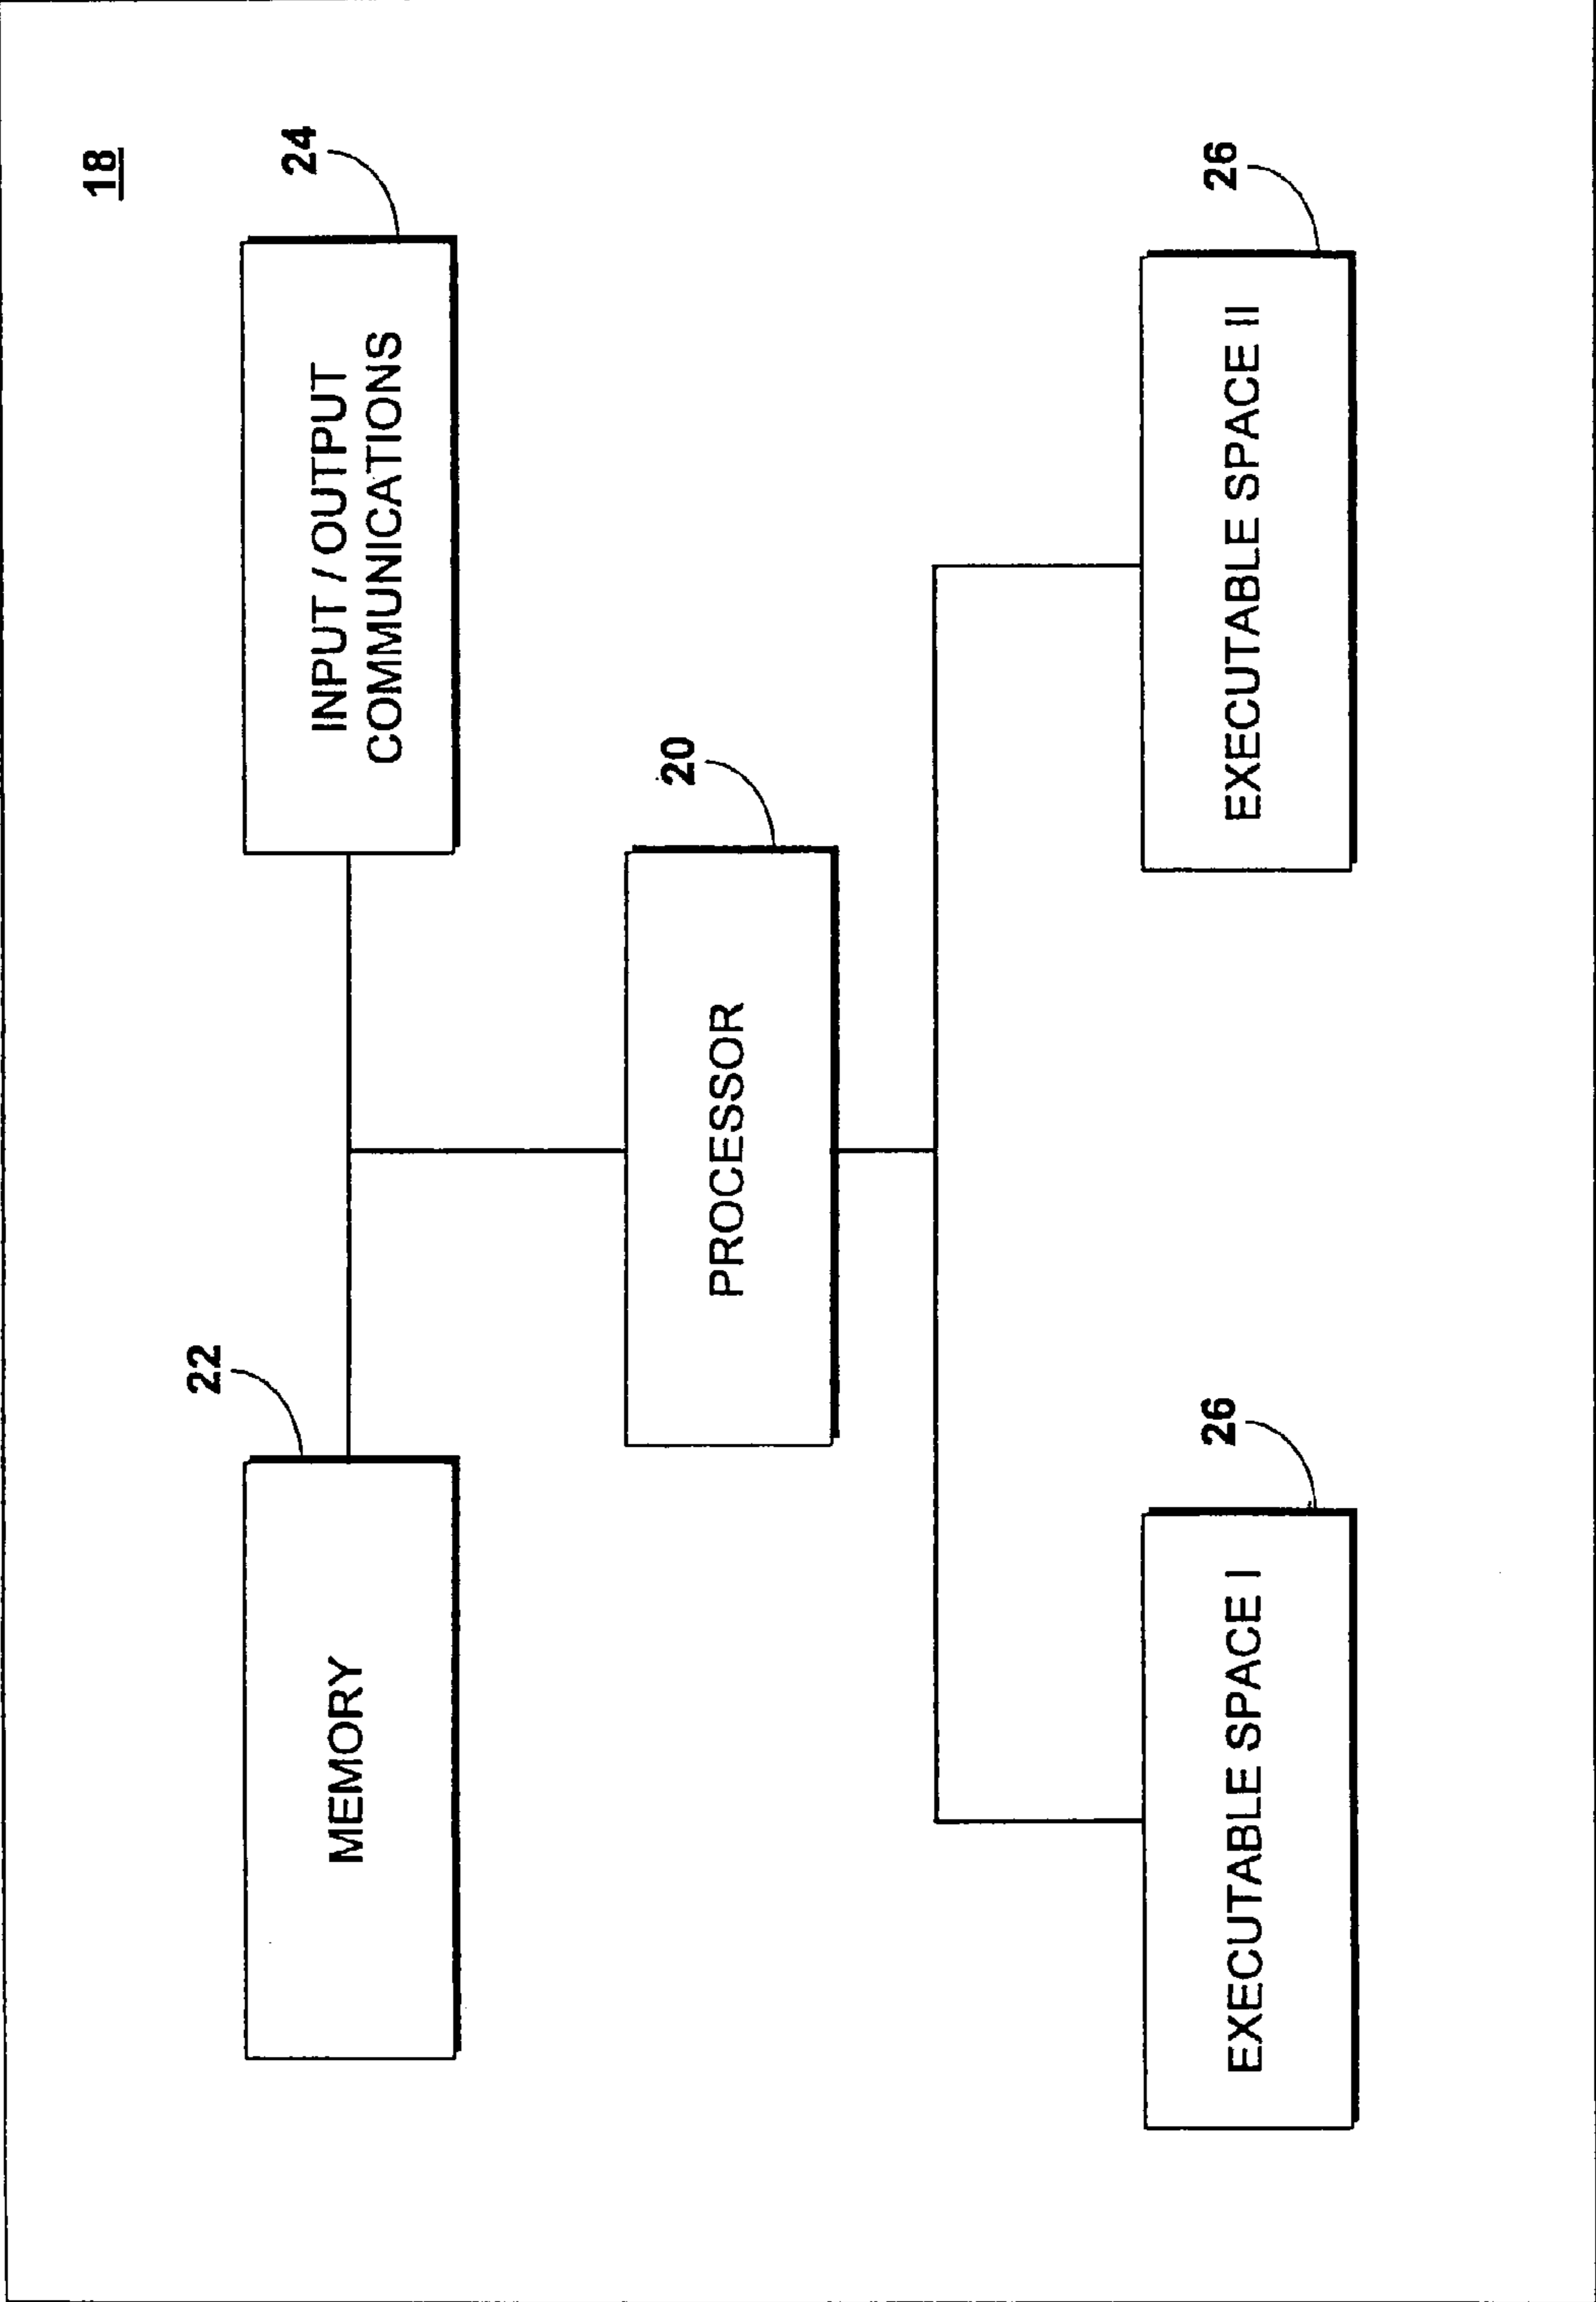 18
22
24
MEMORY
INPUT / OUTPUT
COMMUNICATIONS
20
PROCESSOR
26
26
EXECUTABLE SPACE I
EXECUTABLE SPACE II